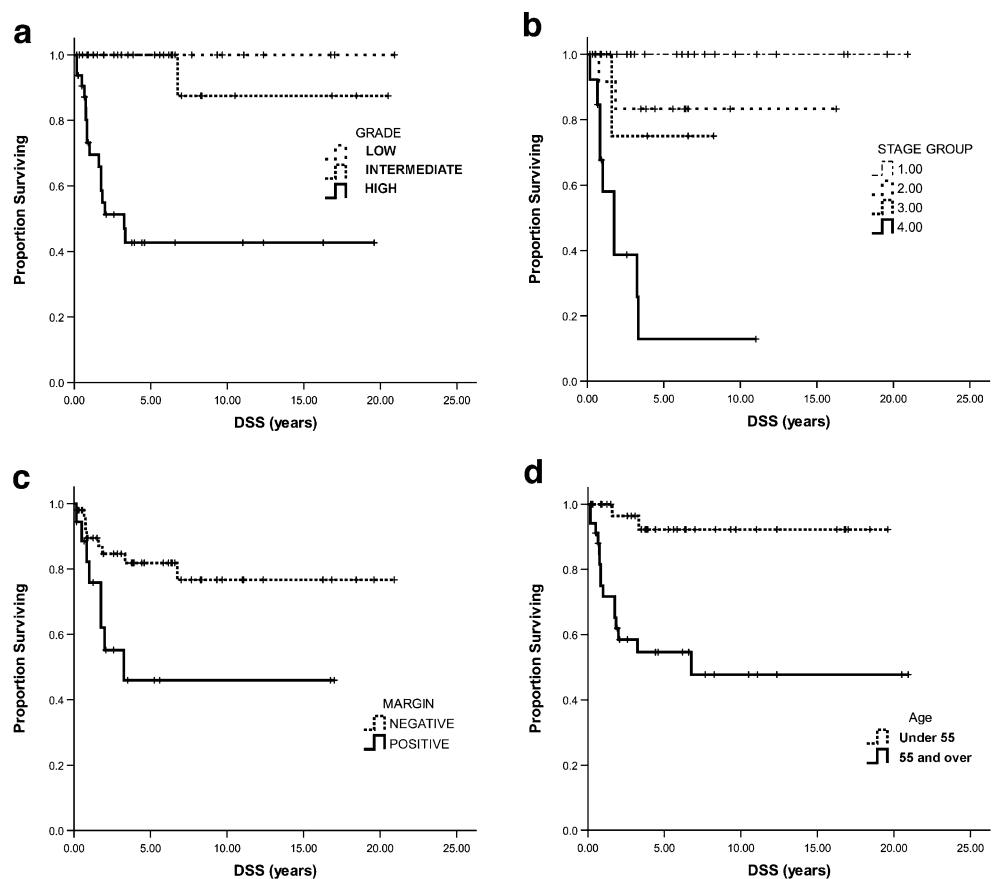 a
1.0
0.8
0.6
0.4
0.2
0.0
Proportion Surviving
GRADE
LOW
INTERMEDIATE
HIGH
0.00 5.00 10.00 15.00 20.00 25.00
DSS (years)
b
1.0
0.8
0.6
0.4
0.2
0.0
Proportion Surviving
STAGE GROUP
1.00
2.00
3.00
4.00
0.00 5.00 10.00 15.00 20.00 25.00
DSS (years)
c
1.0
0.8
0.6
0.4
0.2
0.0
Proportion Surviving
MARGIN
NEGATIVE
POSITIVE
0.00 5.00 10.00 15.00 20.00 25.00
DSS (years)
d
1.0
0.8
0.6
0.4
0.2
0.0
Proportion Surviving
Age
Under 55
55 and over
0.00 5.00 10.00 15.00 20.00 25.00
DSS (years)